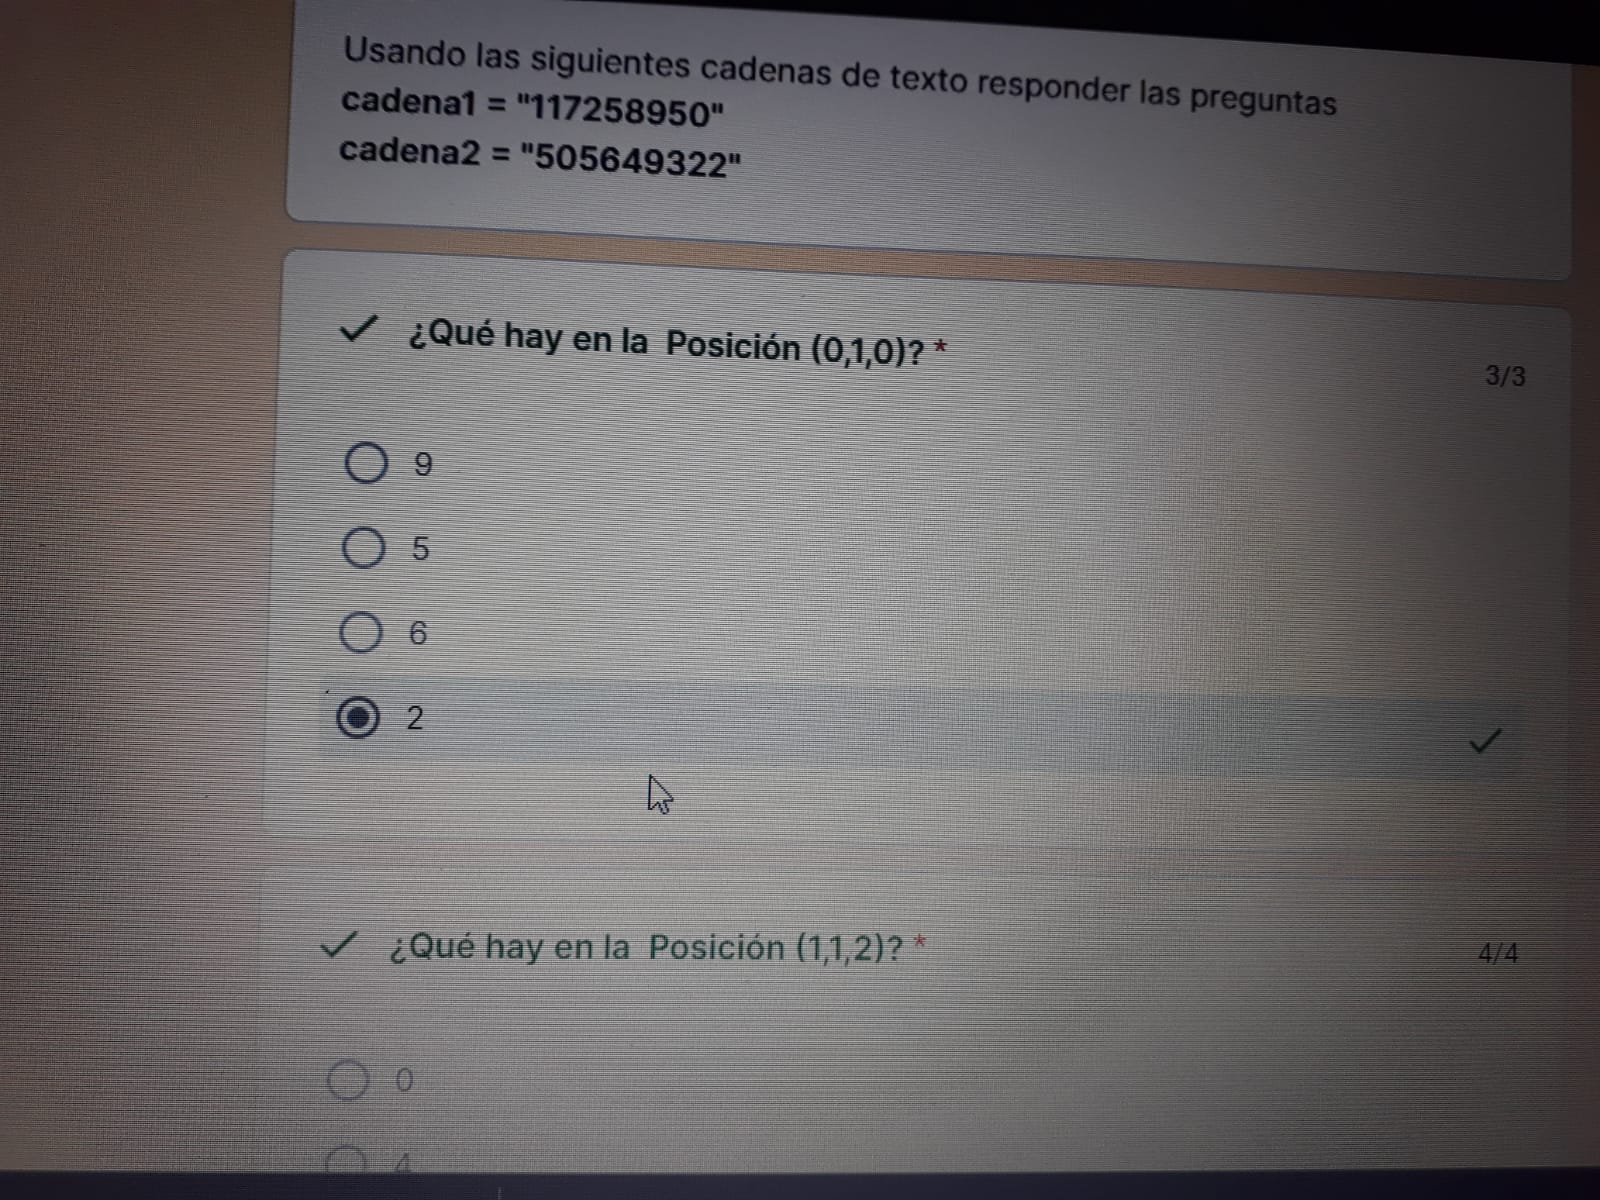 Usando las siguientes cadenas de texto responder las preguntas
cadena1 = "117258950"
cadena2 = "505649322"
¿Qué hay en la Posición (0,1,0)? *
3/3
9
5
6
2
¿Qué hay en la Posición (1,1,2)? *
4/4
0
4